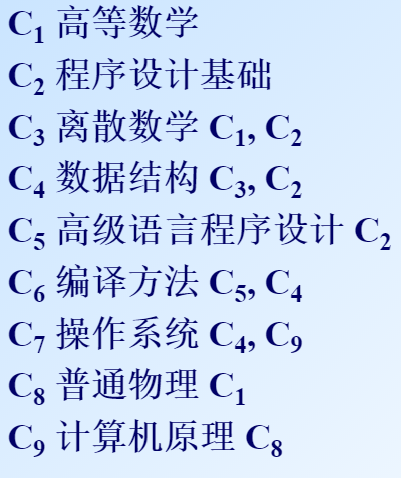 C₁ 高等数学
C₂ 程序设计基础
C₃ 离散数学 C₁, C₂
C₄ 数据结构 C₃, C₂
C₅ 高级语言程序设计 C₂
C₆ 编译方法 C₅, C₄
C₇ 操作系统 C₄, C₉
C₈ 普通物理 C₁
C₉ 计算机原理 C₈